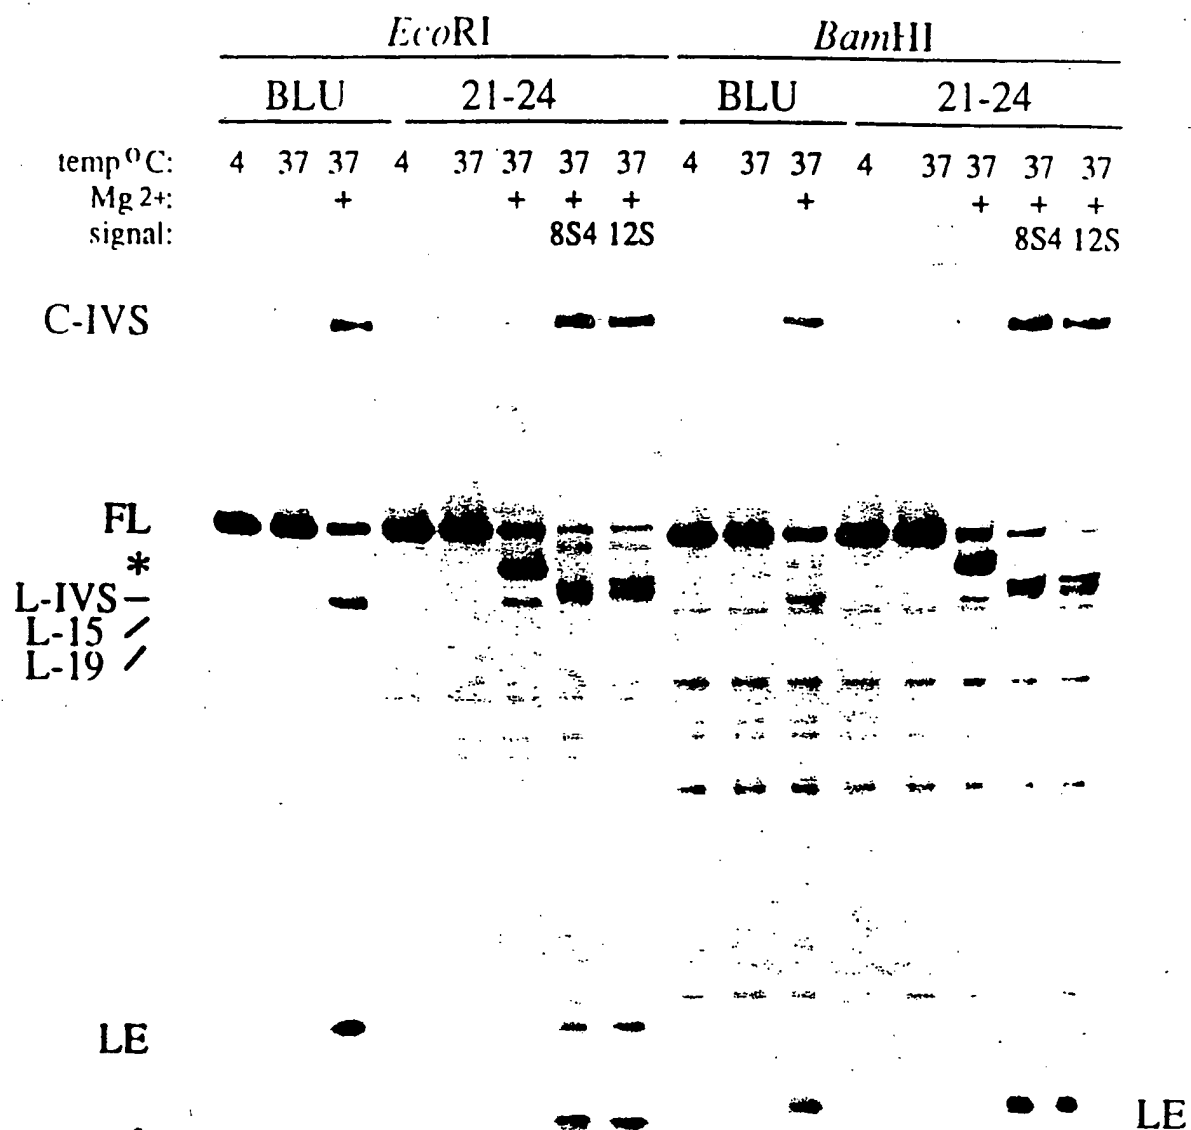 EcoRI BamHI
BLU 21-24 BLU 21-24
temp °C: 4 37 37 4 37 37 37 37 4 37 37 4 37 37 37 37
Mg 2+: + + + + + + + +
signal: 8S4 12S 8S4 12S
C-IVS
FL
*
L-IVS –
L-15 /
L-19 /
LE
LE